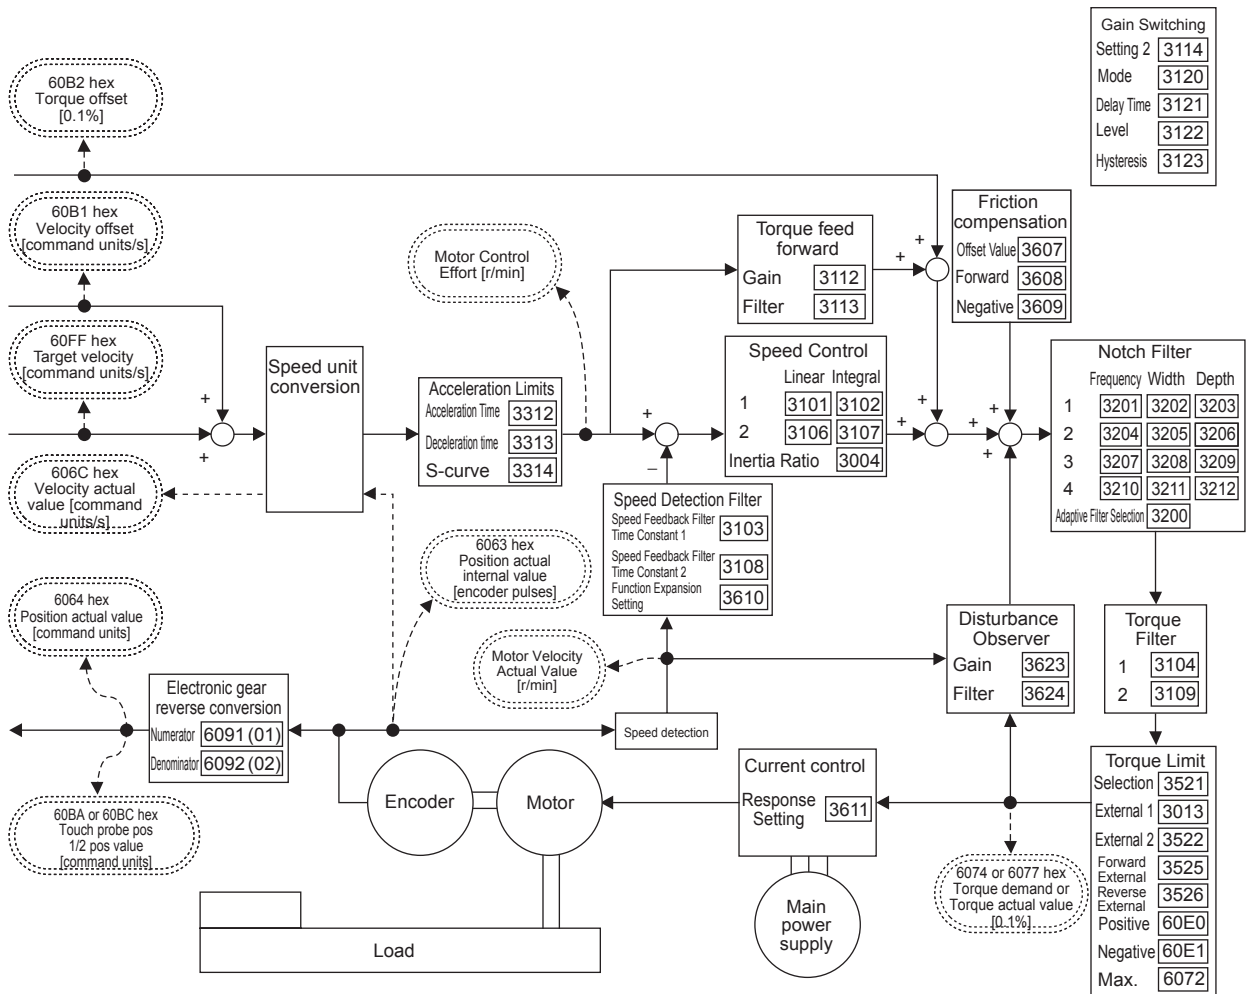 Gain Switching
Setting 2 3114
Mode 3120
Delay Time 3121
Level 3122
Hysteresis 3123
60B2 hex
Torque offset
[0.1%]
60B1 hex
Velocity offset
[command units/s]
60FF hex
Target velocity
[command units/s]
606C hex
Velocity actual
value [command
units/s]
+
+
Speed unit
conversion
Acceleration Limits
Acceleration Time 3312
Deceleration time 3313
S-curve 3314
Motor Control
Effort [r/min]
Torque feed
forward
Gain 3112
Filter 3113
+
+
Friction
compensation
Offset Value 3607
Forward 3608
Negative 3609
+
–
Speed Control
Linear Integral
1 3101 3102
2 3106 3107
Inertia Ratio 3004
+
+
+
+
+
Notch Filter
Frequency Width Depth
1 3201 3202 3203
2 3204 3205 3206
3 3207 3208 3209
4 3210 3211 3212
Adaptive Filter Selection 3200
Speed Detection Filter
Speed Feedback Filter
Time Constant 1 3103
Speed Feedback Filter
Time Constant 2 3108
Function Expansion
Setting 3610
6063 hex
Position actual
internal value
[encoder pulses]
6064 hex
Position actual value
[command units]
Motor Velocity
Actual Value
[r/min]
Disturbance
Observer
Gain 3623
Filter 3624
Torque
Filter
1 3104
2 3109
Electronic gear
reverse conversion
Numerator 6091 (01)
Denominator 6092 (02)
Speed detection
60BA or 60BC hex
Touch probe pos
1/2 pos value
[command units]
Encoder
Motor
Current control
Response
Setting 3611
Main
power
supply
Load
6074 or 6077 hex
Torque demand or
Torque actual value
[0.1%]
Torque Limit
Selection 3521
External 1 3013
External 2 3522
Forward
External 3525
Reverse
External 3526
Positive 60E0
Negative 60E1
Max. 6072